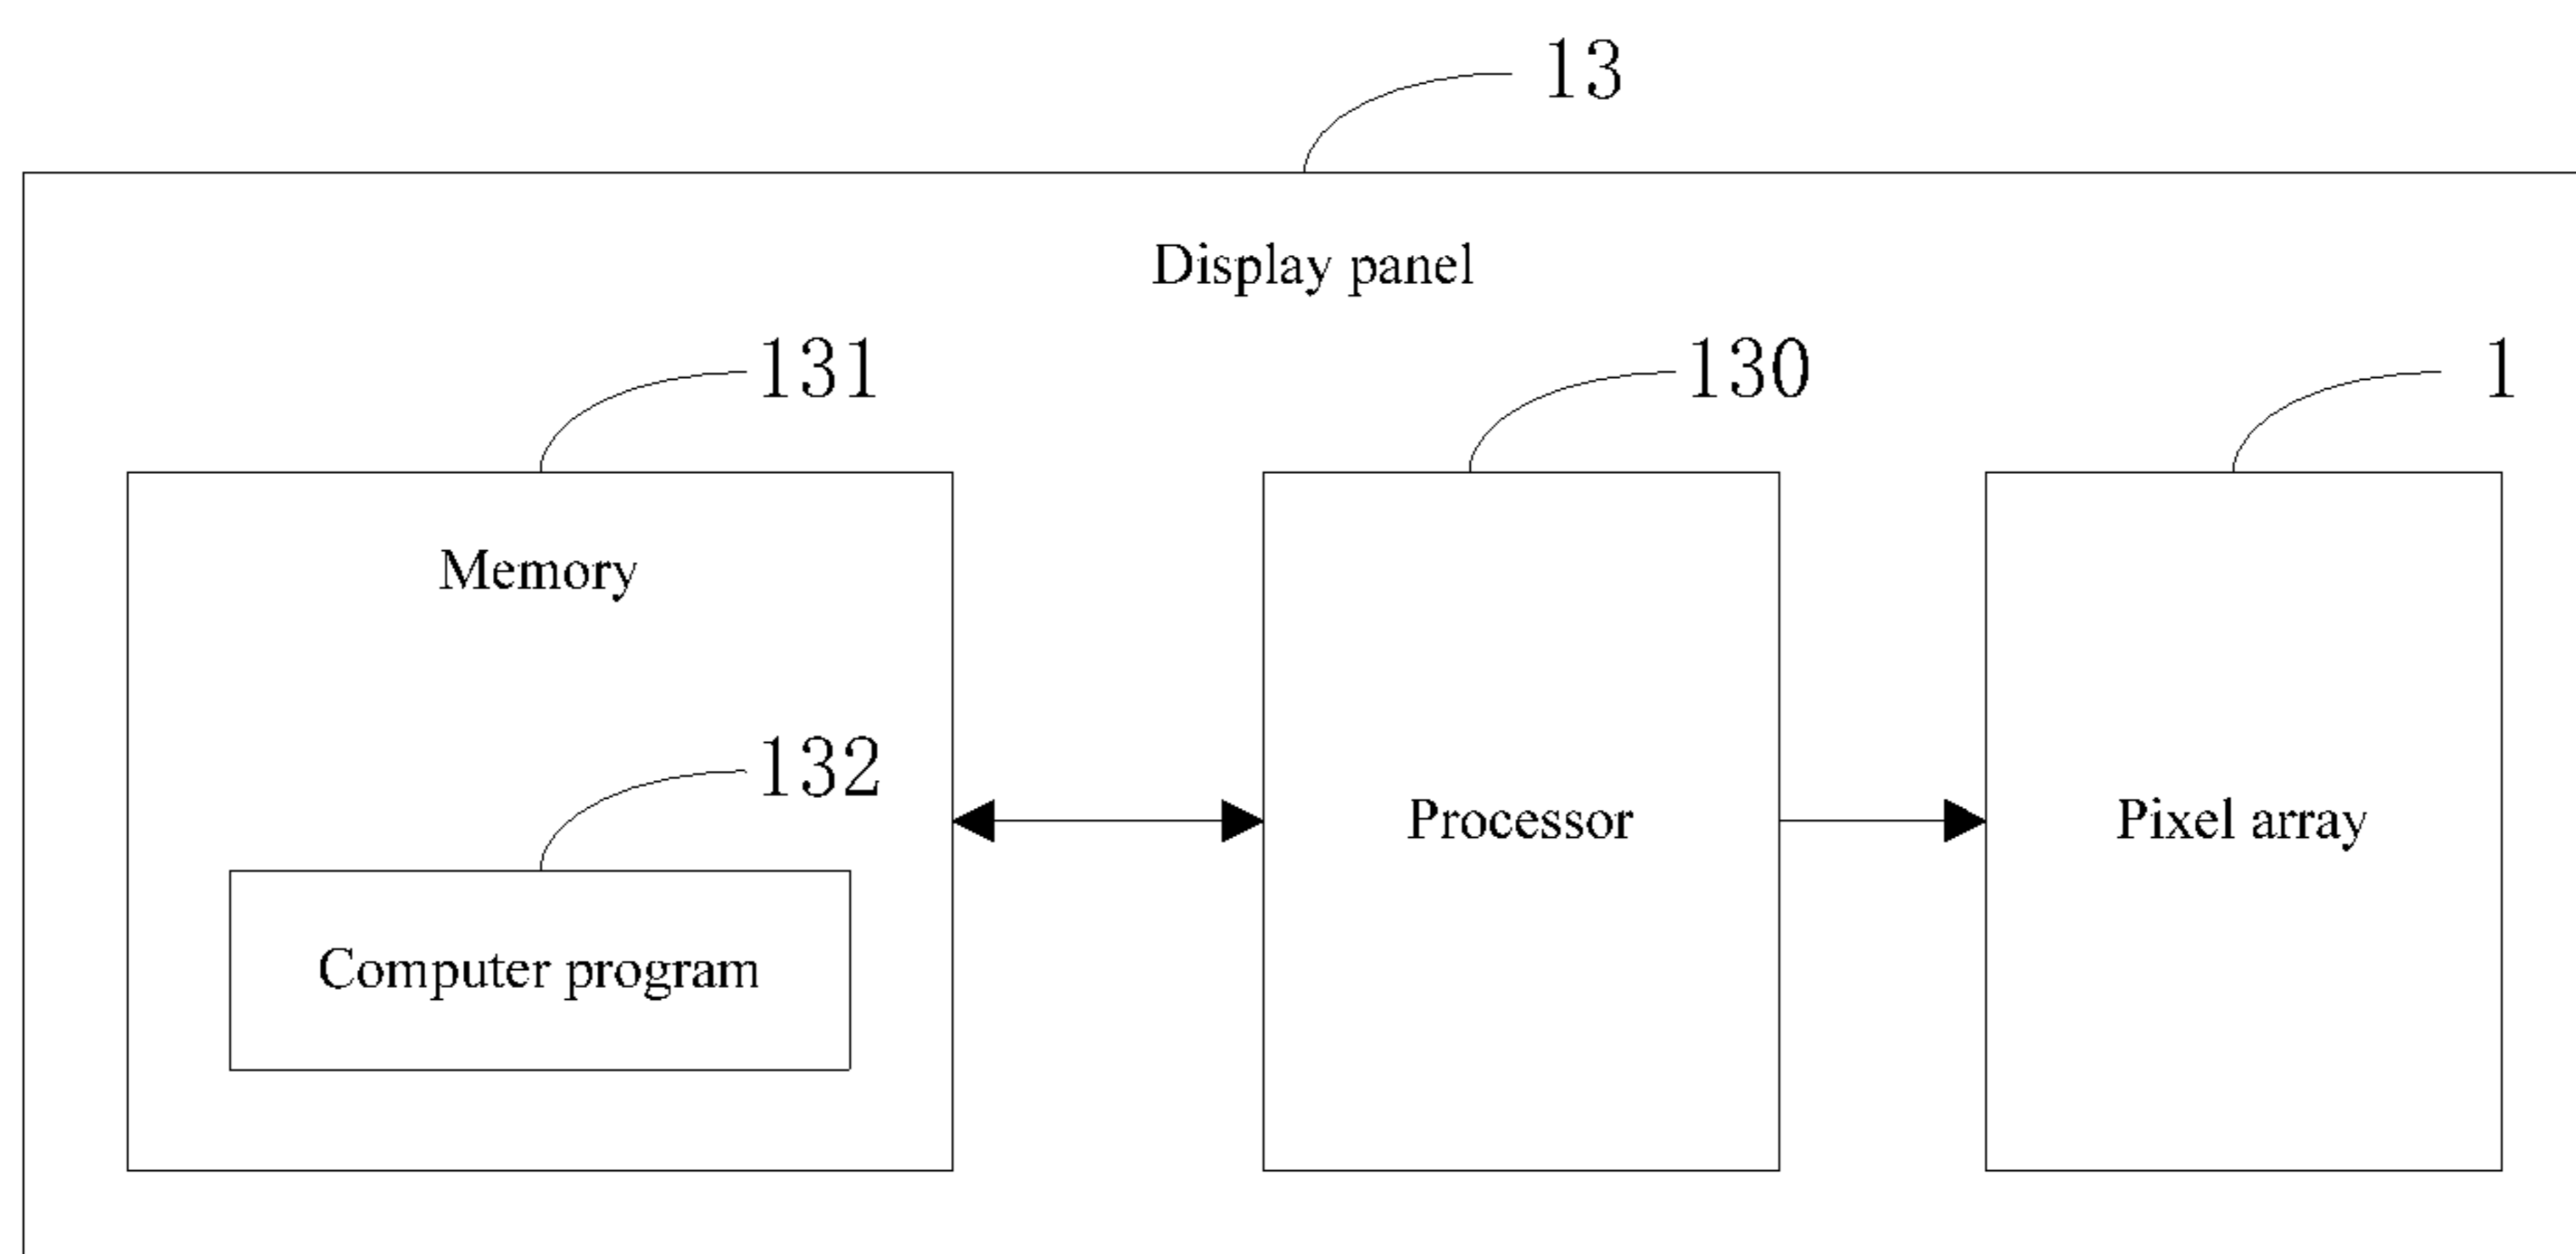 13
Display panel
131
130
1
Memory
132
Processor
Pixel array
Computer program